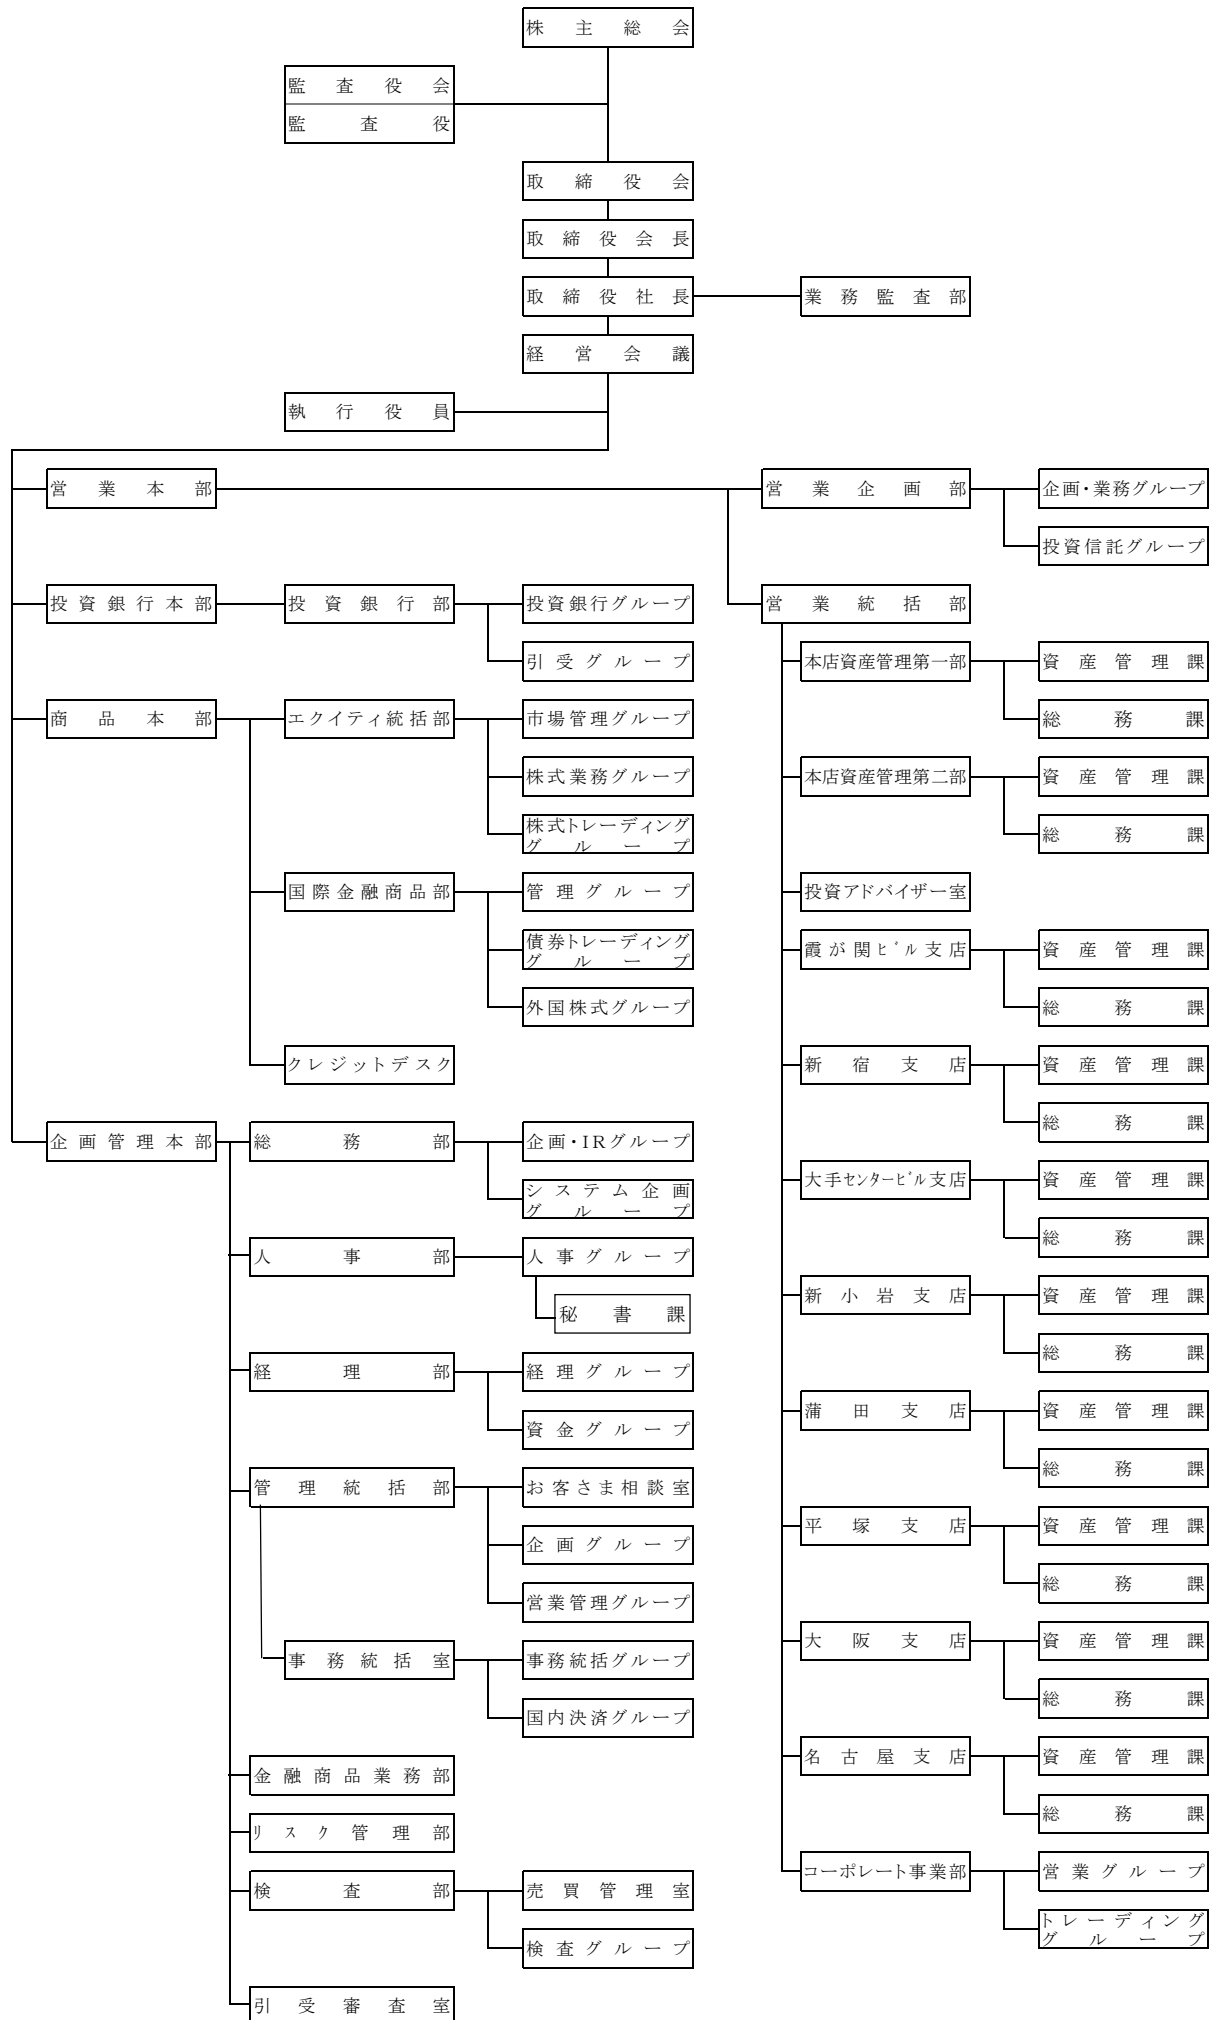 株主総会
監査役会
監査役
取締役会
取締役会長
取締役社長
業務監査部
経営会議
執行役員
営業本部
営業企画部
企画・業務グループ
投資信託グループ
投資銀行本部
投資銀行部
投資銀行グループ
引受グループ
営業統括部
本店資産管理第一部
資産管理課
総務課
商品本部
エクイティ統括部
市場管理グループ
株式業務グループ
株式トレーディング
グループ
本店資産管理第二部
資産管理課
総務課
国際金融商品部
管理グループ
債券トレーディング
グループ
外国株式グループ
クレジットデスク
投資アドバイザー室
霞が関ビル支店
資産管理課
総務課
新宿支店
資産管理課
総務課
企画管理本部
総務部
企画・IRグループ
システム企画
グループ
人事部
人事グループ
秘書課
経理部
経理グループ
資金グループ
管理統括部
お客さま相談室
企画グループ
営業管理グループ
事務統括室
事務統括グループ
国内決済グループ
金融商品業務部
リスク管理部
検査部
売買管理室
検査グループ
引受審査室
大手センタービル支店
資産管理課
総務課
新小岩支店
資産管理課
総務課
蒲田支店
資産管理課
総務課
平塚支店
資産管理課
総務課
大阪支店
資産管理課
総務課
名古屋支店
資産管理課
総務課
コーポレート事業部
営業グループ
トレーディング
グループ